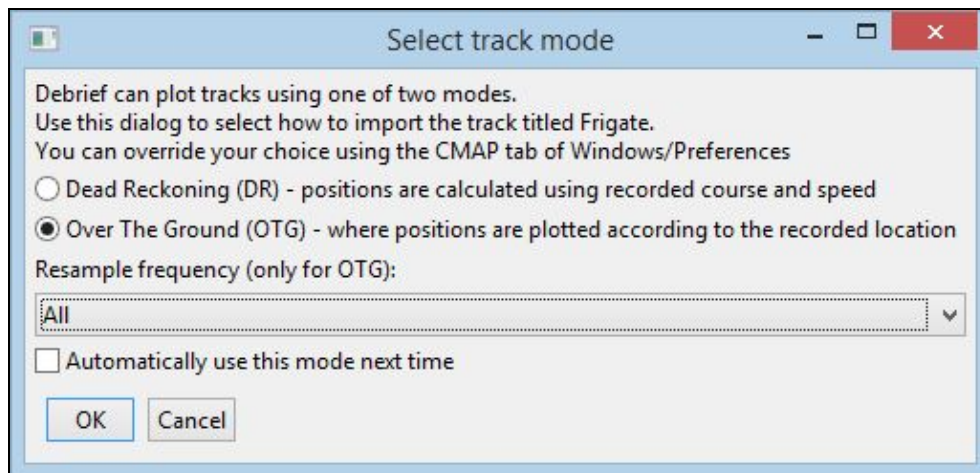 Select track mode
Debrief can plot tracks using one of two modes.
Use this dialog to select how to import the track titled Frigate.
You can override your choice using the CMAP tab of Windows/Preferences
Dead Reckoning (DR) - positions are calculated using recorded course and speed
Over The Ground (OTG) - where positions are plotted according to the recorded location
Resample frequency (only for OTG):
All
Automatically use this mode next time
OK Cancel